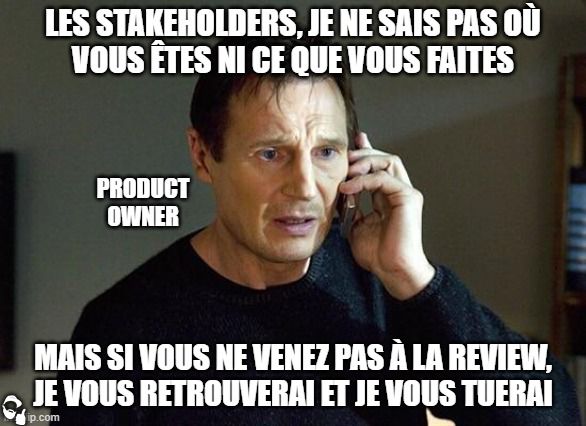 LES STAKEHOLDERS, JE NE SAIS PAS OÙ
VOUS ÊTES NI CE QUE VOUS FAITES
PRODUCT
OWNER
MAIS SI VOUS NE VENEZ PAS À LA REVIEW,
JE VOUS RETROUVERAI ET JE VOUS TUERAI
ip.com